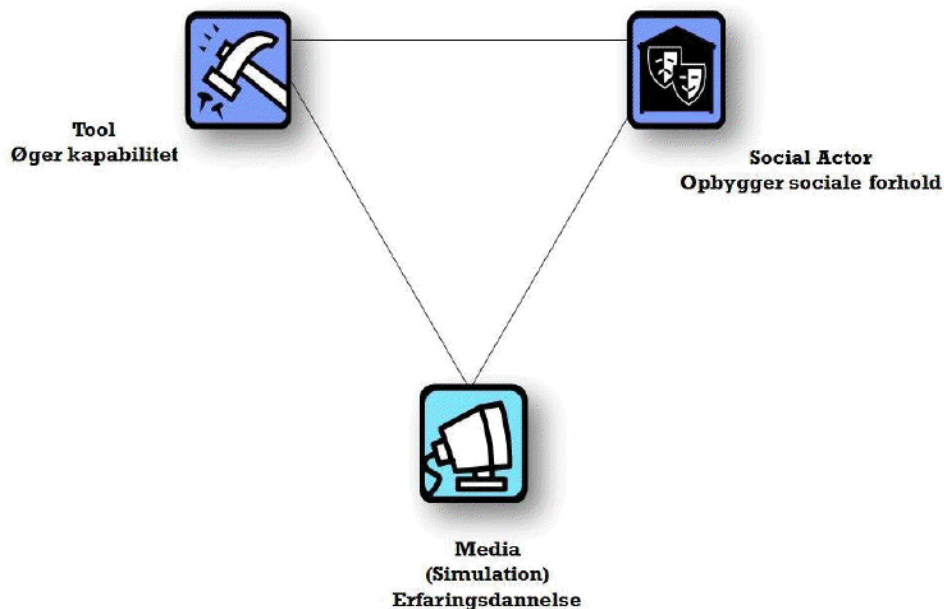 Tool
Øger kapabilitet
Social Actor
Opbygger sociale forhold
Media
(Simulation)
Erfaringsdannelse